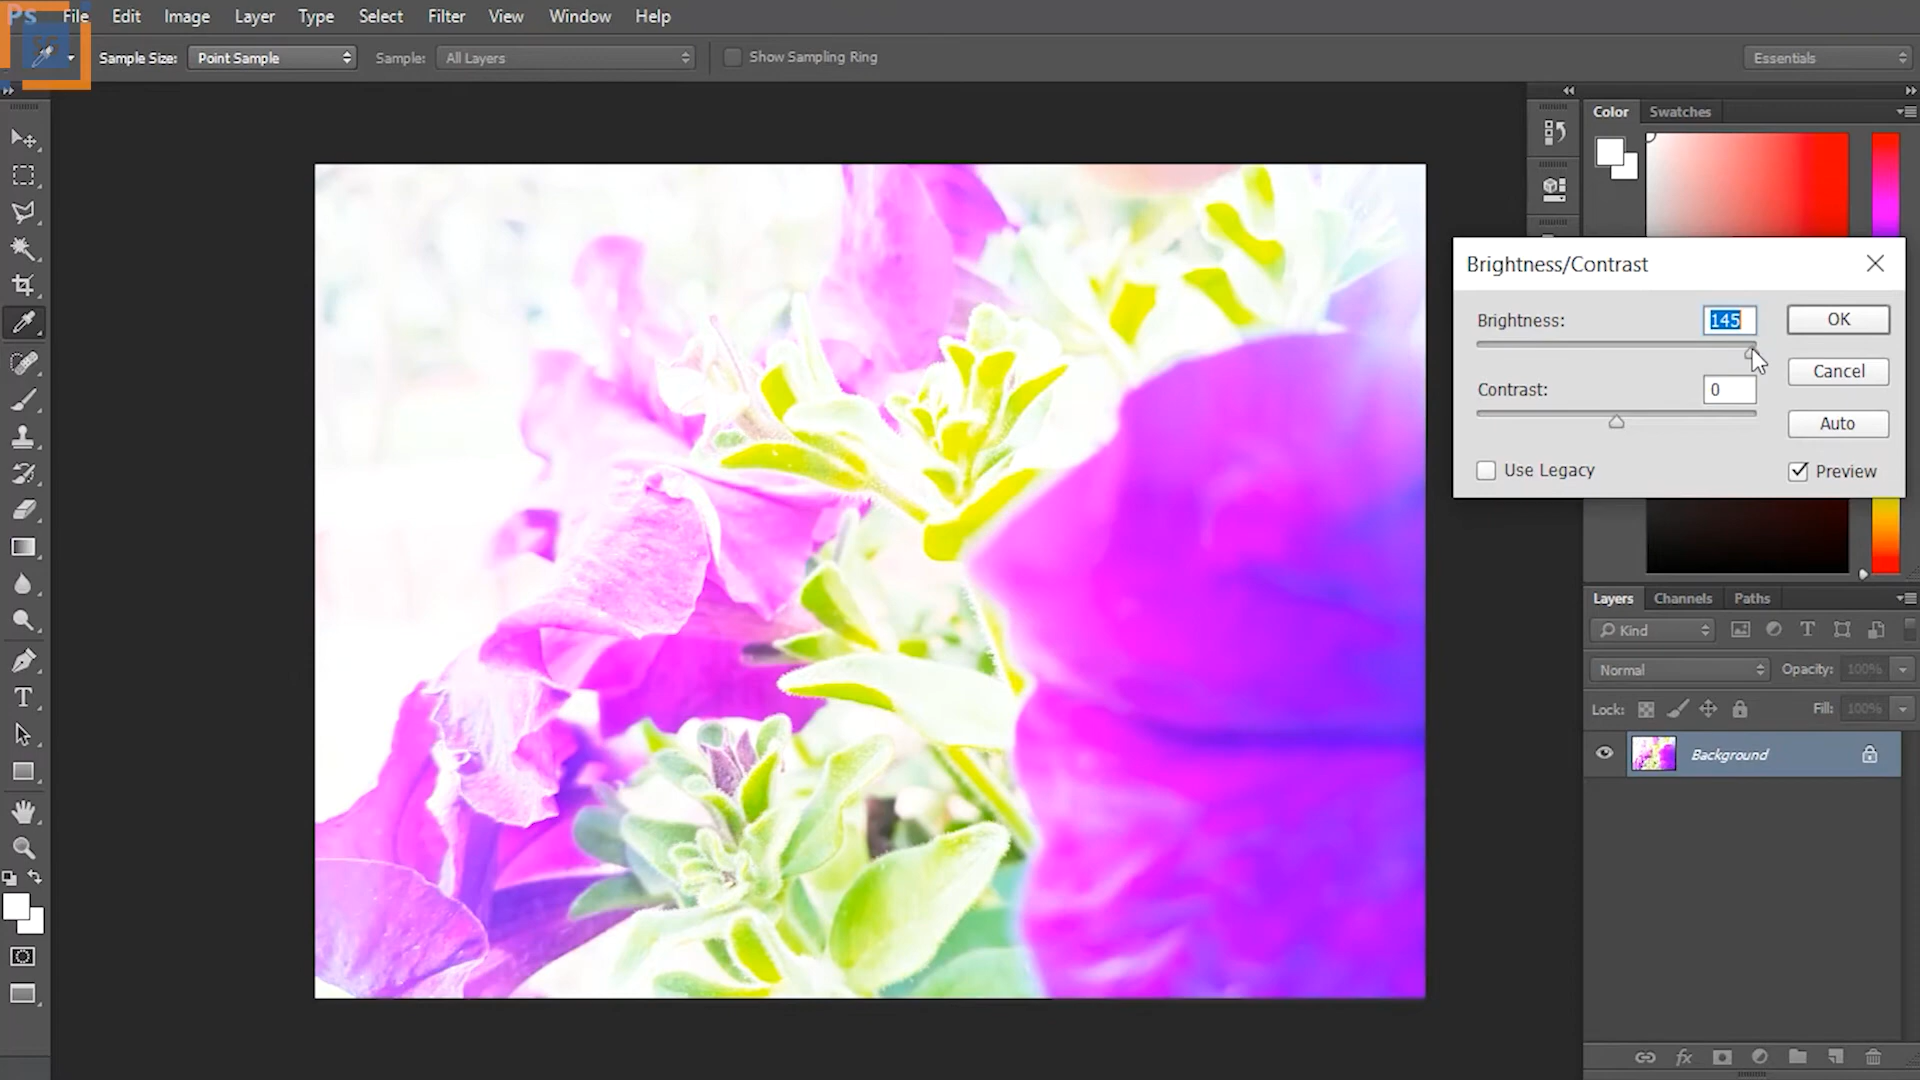 Ps File Edit Image Layer Type Select Filter View Window Help
Sample Size: Point Sample Sample: All Layers Show Sampling Ring Essentials
Color Swatches
Brightness/Contrast
Brightness: 145 OK
Cancel
Contrast: 0
Auto
Use Legacy Preview
Layers Channels Paths
Kind
Normal Opacity: 100%
Lock: Fill: 100%
Background